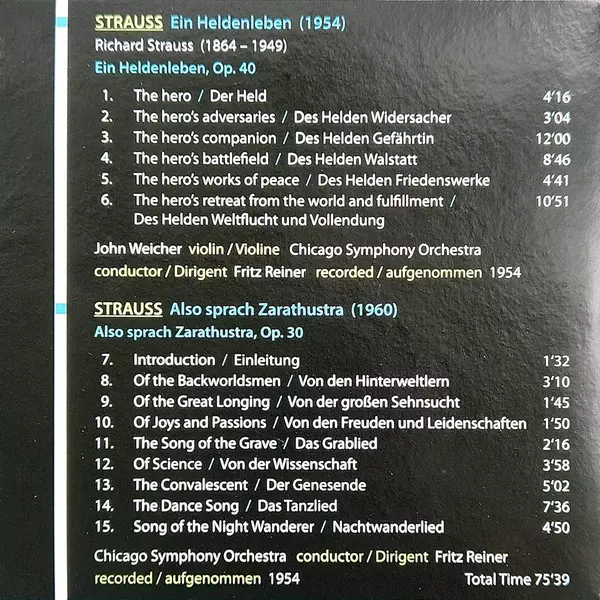 STRAUSS Ein Heldenleben (1954)
Richard Strauss (1864 – 1949)
Ein Heldenleben, Op. 40
1. The hero / Der Held 4'16
2. The hero's adversaries / Des Helden Widersacher 3'04
3. The hero's companion / Des Helden Gefährtin 12'00
4. The hero's battlefield / Des Helden Walstatt 8'46
5. The hero's works of peace / Des Helden Friedenswerke 4'41
6. The hero's retreat from the world and fulfillment / 10'51
Des Helden Weltflucht und Vollendung
John Weicher violin / Violine Chicago Symphony Orchestra
conductor / Dirigent Fritz Reiner recorded / aufgenommen 1954
STRAUSS Also sprach Zarathustra (1960)
Also sprach Zarathustra, Op. 30
7. Introduction / Einleitung 1'32
8. Of the Backworldsmen / Von den Hinterweltlern 3'10
9. Of the Great Longing / Von der großen Sehnsucht 1'45
10. Of Joys and Passions / Von den Freuden und Leidenschaften 1'50
11. The Song of the Grave / Das Grablied 2'16
12. Of Science / Von der Wissenschaft 3'58
13. The Convalescent / Der Genesende 5'02
14. The Dance Song / Das Tanzlied 7'36
15. Song of the Night Wanderer / Nachtwanderlied 4'50
Chicago Symphony Orchestra conductor / Dirigent Fritz Reiner
recorded / aufgenommen 1954 Total Time 75'39